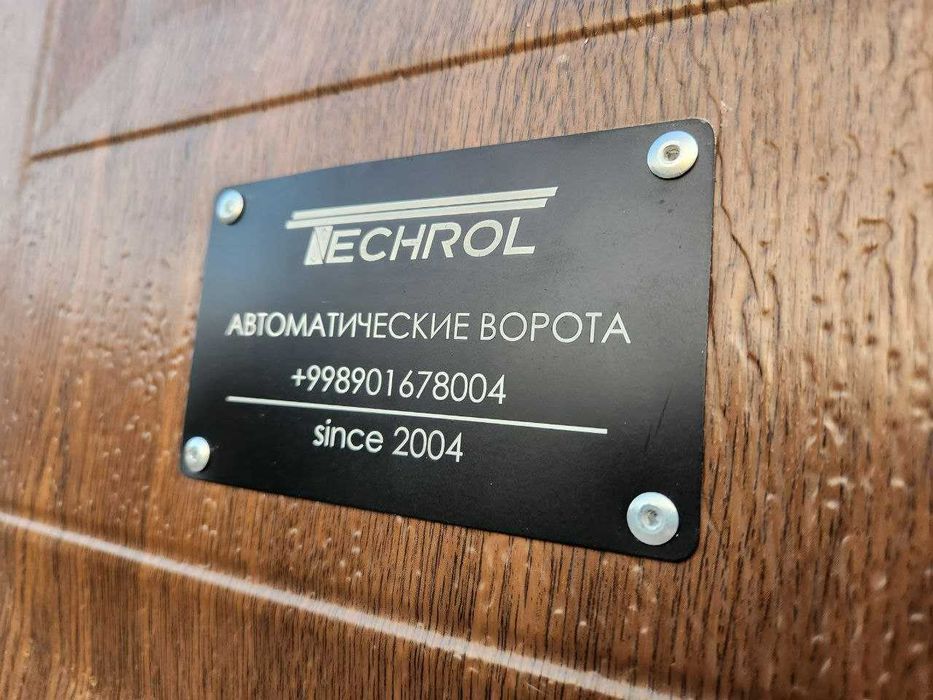 TECHROL
АВТОМАТИЧЕСКИЕ ВОРОТА
+998901678004
since 2004